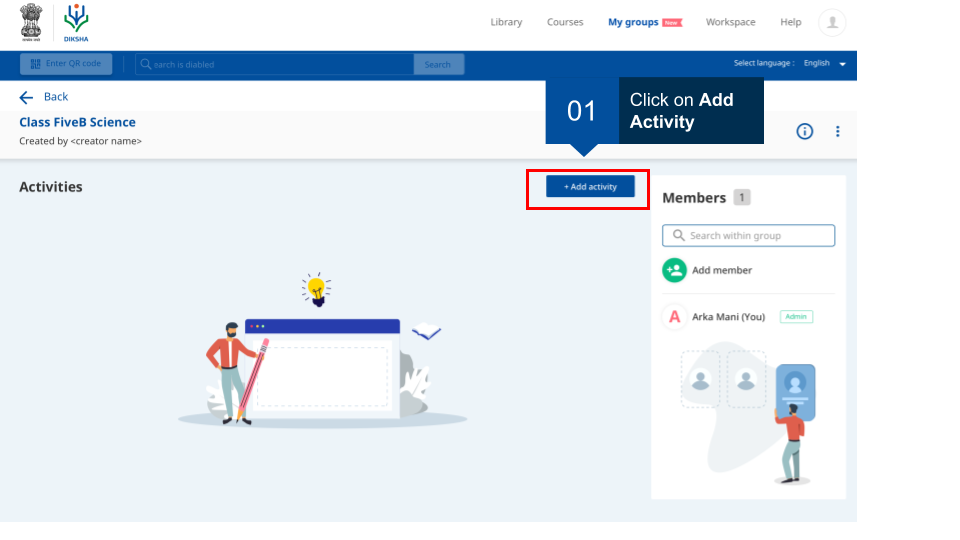 DIKSHA
Library Courses My groups New Workspace Help
Enter QR code
earch is diabled
Search
Select language : English
Back
01
Click on Add
Activity
Class FiveB Science
Created by <creator name>
Activities
+ Add activity
Members 1
Search within group
Add member
A Arka Mani (You) Admin